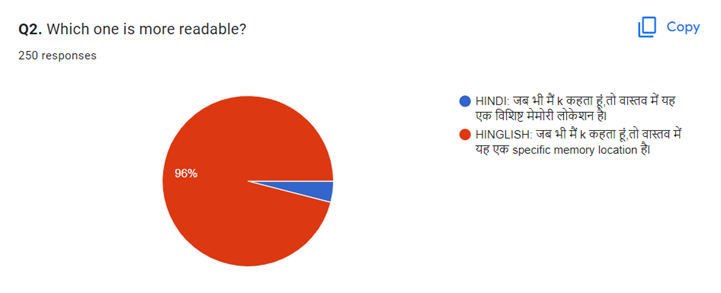 Q2. Which one is more readable?
Copy
250 responses
96%
HINDI: जब भी मैं k कहता हूं,तो वास्तव में यह
एक विशिष्ट मेमोरी लोकेशन है।
HINGLISH: जब भी मैं k कहता हूं,तो वास्तव में
यह एक specific memory location है।